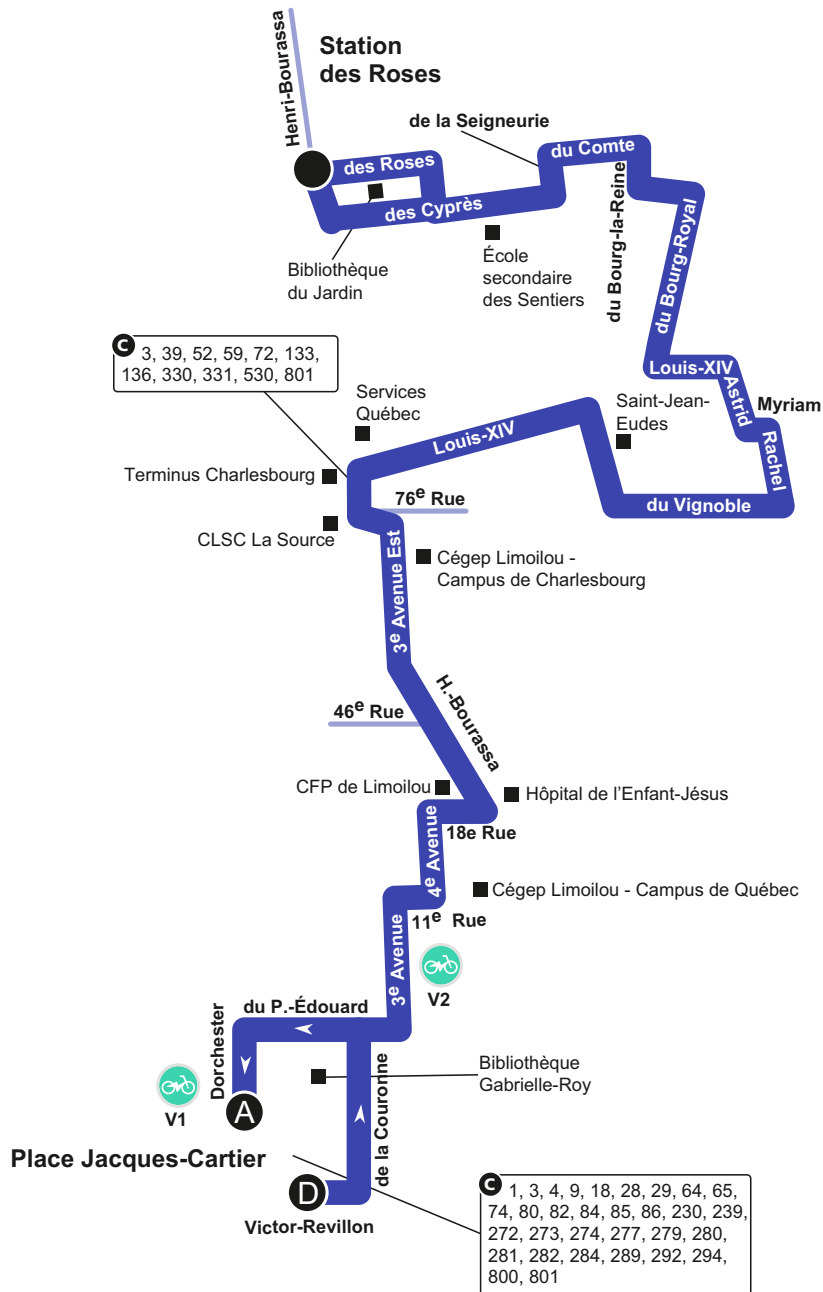 Station
des Roses
Henri-Bourassa
de la Seigneurie
du Comte
des Roses
des Cyprès
du Bourg-la-Reine
du Bourg-Royal
Bibliothèque
du Jardin
École
secondaire
des Sentiers
C 3, 39, 52, 59, 72, 133,
136, 330, 331, 530, 801
Louis-XIV
Astrid
Myriam
Rachel
Services
Québec
Saint-Jean-
Eudes
Louis-XIV
Terminus Charlesbourg
76e Rue
du Vignoble
CLSC La Source
3e Avenue Est
Cégep Limoilou -
Campus de Charlesbourg
46e Rue
H.-Bourassa
CFP de Limoilou
Hôpital de l'Enfant-Jésus
18e Rue
4e Avenue
Cégep Limoilou - Campus de Québec
11e Rue
3e Avenue
V2
du P.-Édouard
Dorchester
V1
A
Bibliothèque
Gabrielle-Roy
de la Couronne
Place Jacques-Cartier
D
Victor-Revillon
C 1, 3, 4, 9, 18, 28, 29, 64, 65,
74, 80, 82, 84, 85, 86, 230, 239,
272, 273, 274, 277, 279, 280,
281, 282, 284, 289, 292, 294,
800, 801